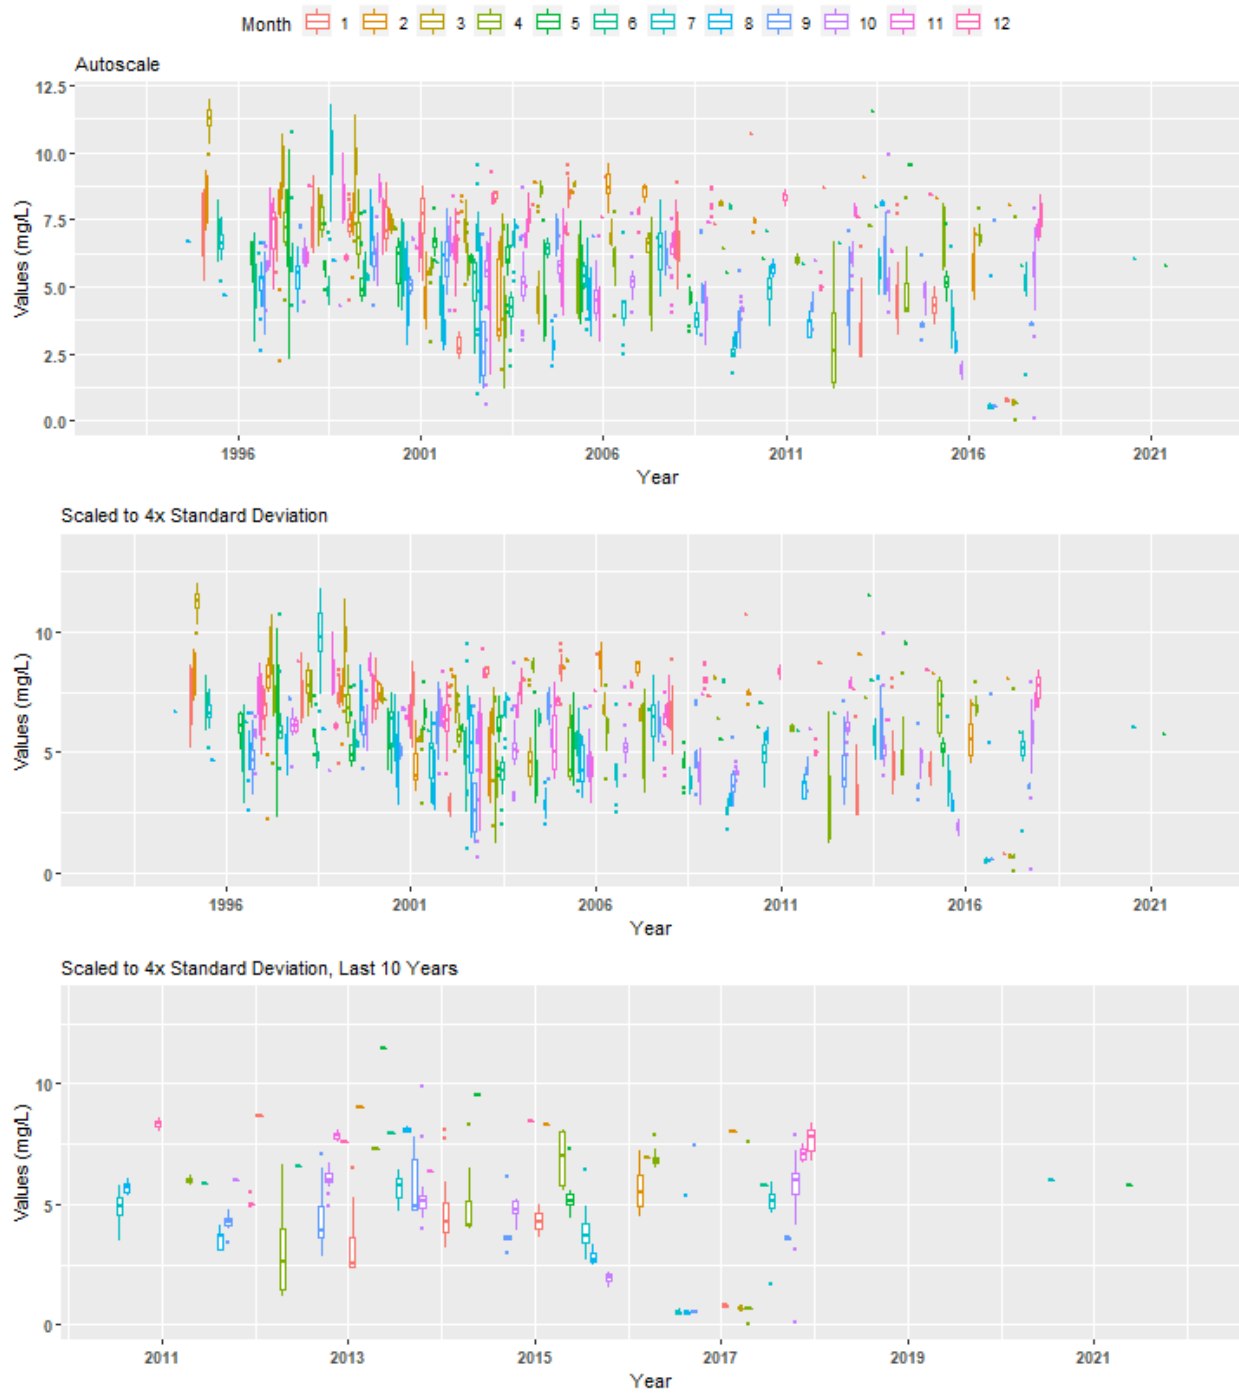 Month 1 2 3 4 5 6 7 8 9 10 11 12
Autoscale
12.5
10.0
7.5
5.0
2.5
0.0
Values (mg/L)
1996 2001 2006 2011 2016 2021
Year
Scaled to 4x Standard Deviation
10
5
0
Values (mg/L)
1996 2001 2006 2011 2016 2021
Year
Scaled to 4x Standard Deviation, Last 10 Years
10
5
0
Values (mg/L)
2011 2013 2015 2017 2019 2021
Year